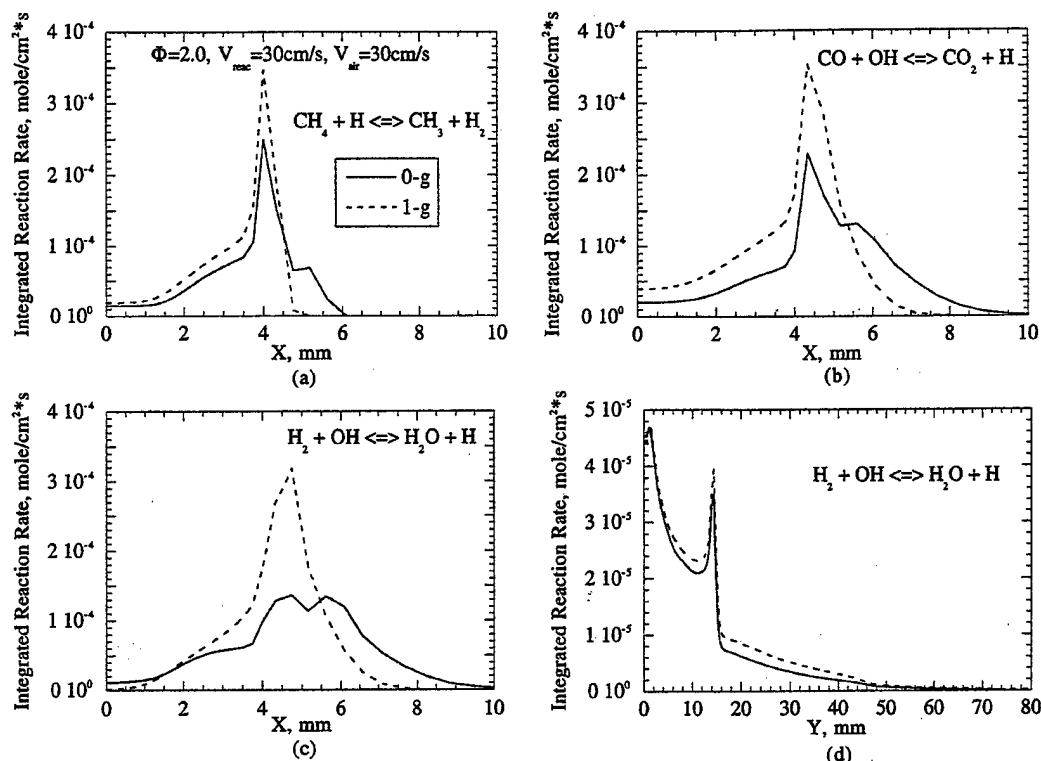 4 10-4
Φ=2.0, Vreac=30cm/s, Vair=30cm/s
3 10-4
CH4 + H <=> CH3 + H2
2 10-4
0-g
1-g
1 10-4
0 100
Integrated Reaction Rate, mole/cm2*s
0 2 4 6 8 10
X, mm
(a)
4 10-4
CO + OH <=> CO2 + H
3 10-4
2 10-4
1 10-4
0 100
Integrated Reaction Rate, mole/cm2*s
0 2 4 6 8 10
X, mm
(b)
4 10-4
H2 + OH <=> H2O + H
3 10-4
2 10-4
1 10-4
0 100
Integrated Reaction Rate, mole/cm2*s
0 2 4 6 8 10
X, mm
(c)
5 10-5
4 10-5
H2 + OH <=> H2O + H
3 10-5
2 10-5
1 10-5
0 100
Integrated Reaction Rate, mole/cm2*s
0 10 20 30 40 50 60 70 80
Y, mm
(d)